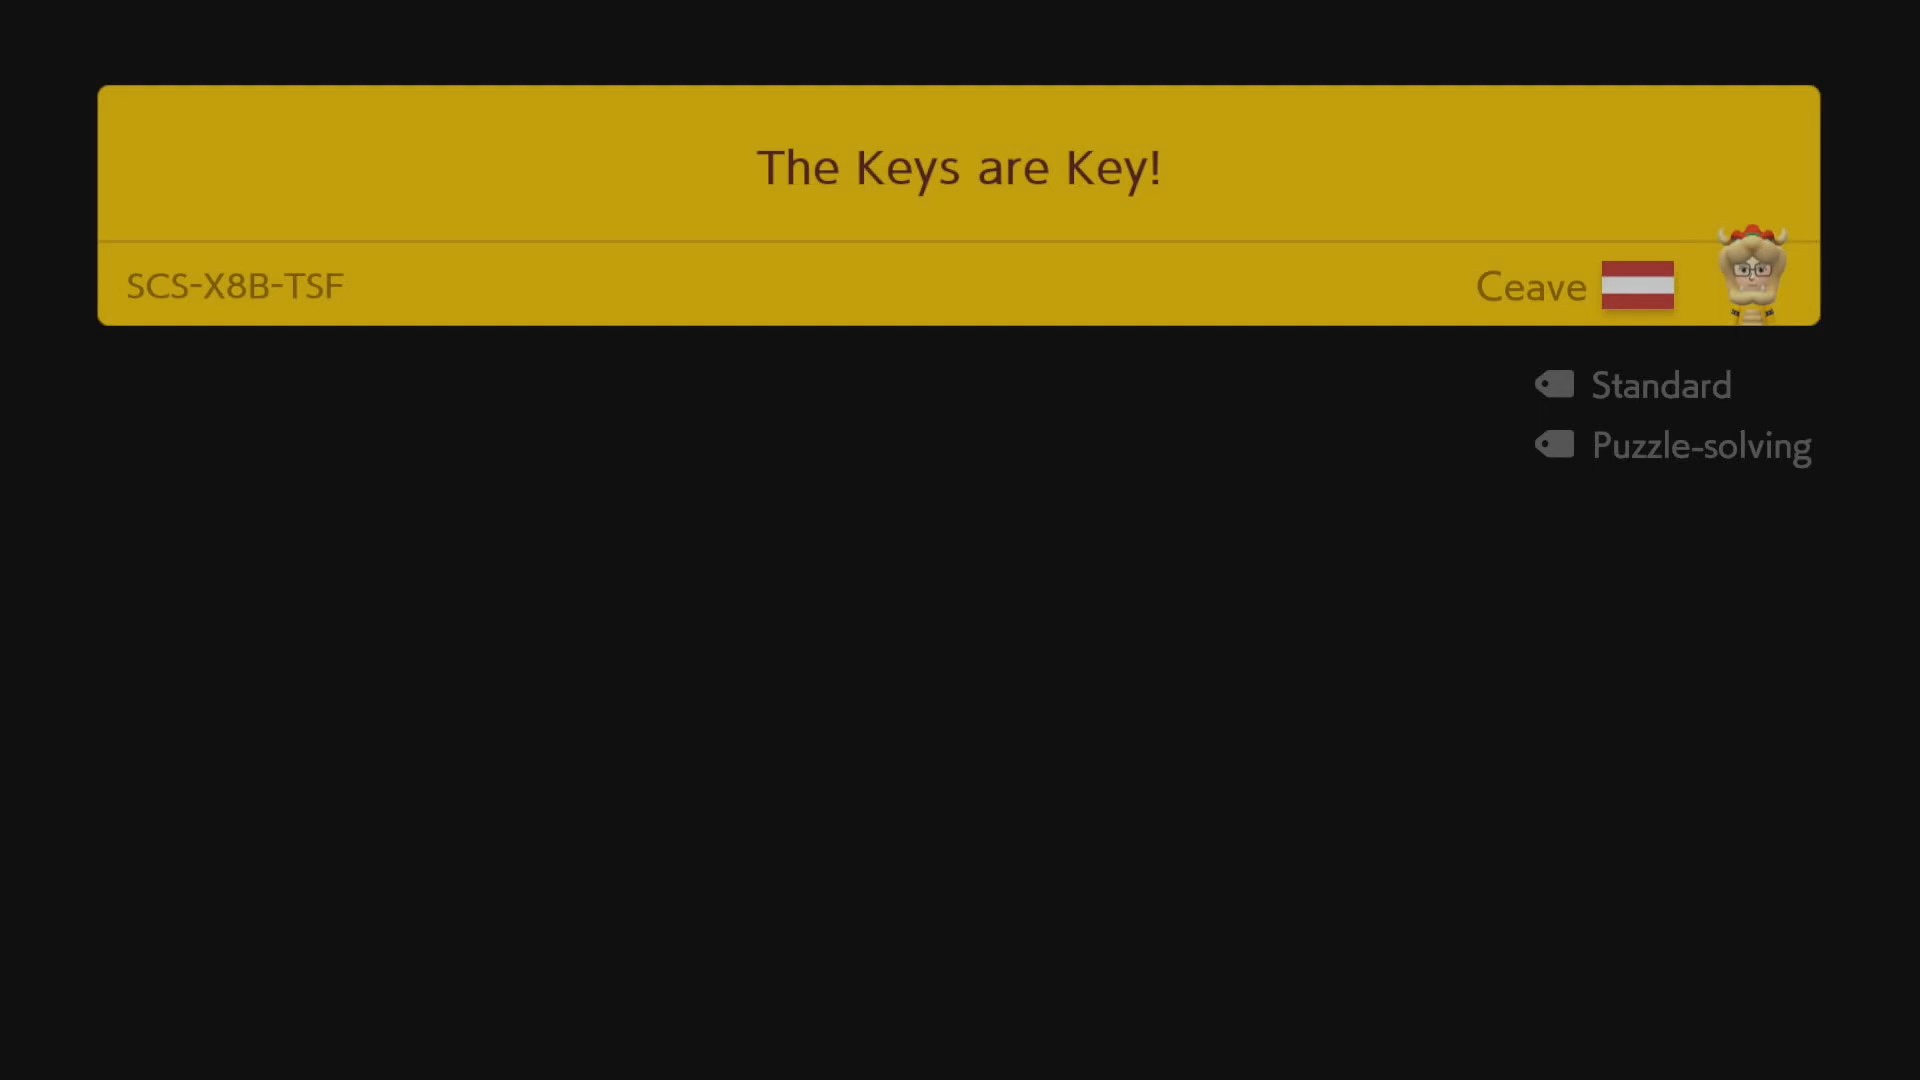 The Keys are Key!
SCS-X8B-TSF
Ceave
Standard
Puzzle-solving